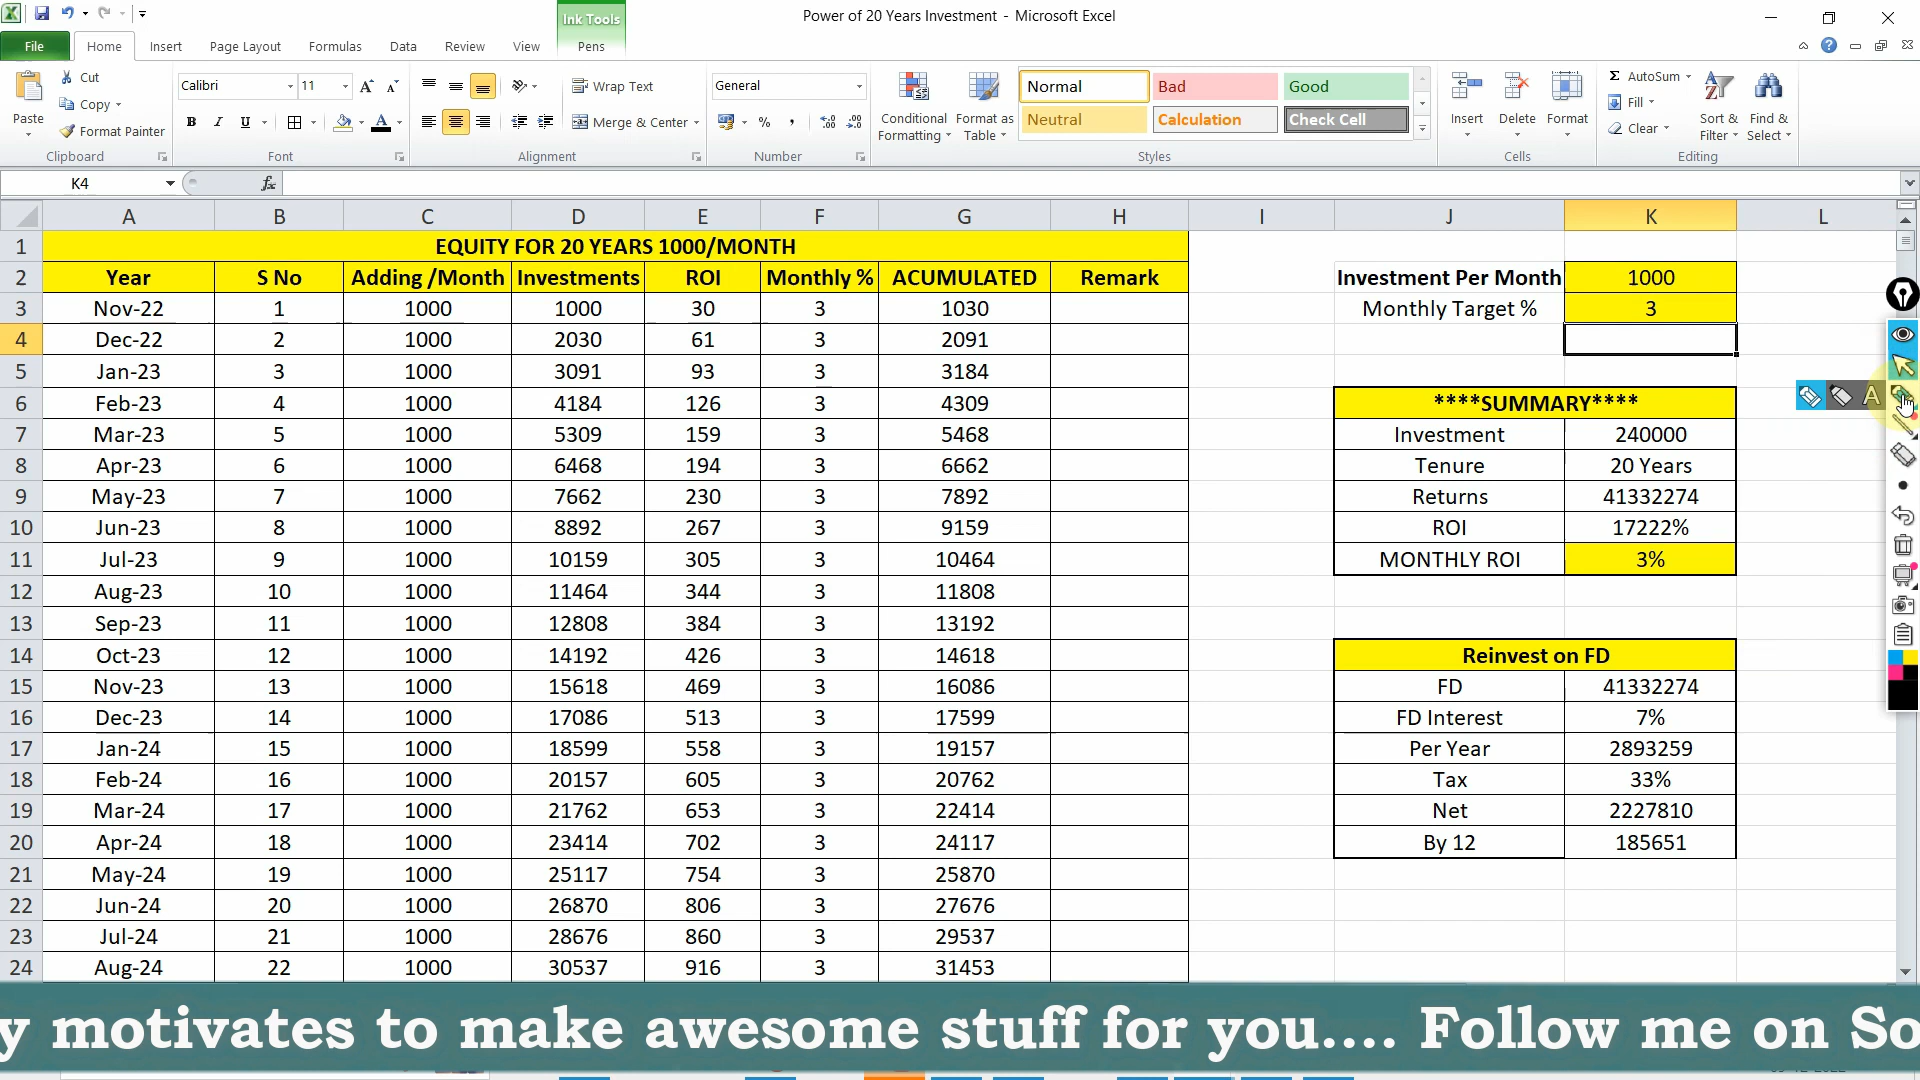 Ink Tools
Power of 20 Years Investment - Microsoft Excel
File Home Insert Page Layout Formulas Data Review View Pens
Paste
Cut
Copy
Format Painter
Clipboard
Calibri 11
B I U A
Font
Wrap Text
Merge & Center
Alignment
General
% ,
Number
Conditional Formatting
Format as Table
Normal Bad Good
Neutral Calculation Check Cell
Styles
Insert Delete Format
Cells
Σ AutoSum
Fill
Clear
Sort & Filter
Find & Select
Editing
K4 fx
A B C D E F G H I J K L
1 EQUITY FOR 20 YEARS 1000/MONTH
2 Year S No Adding /Month Investments ROI Monthly % ACUMULATED Remark Investment Per Month 1000
3 Nov-22 1 1000 1000 30 3 1030 Monthly Target % 3
4 Dec-22 2 1000 2030 61 3 2091
5 Jan-23 3 1000 3091 93 3 3184
6 Feb-23 4 1000 4184 126 3 4309 ****SUMMARY****
7 Mar-23 5 1000 5309 159 3 5468 Investment 240000
8 Apr-23 6 1000 6468 194 3 6662 Tenure 20 Years
9 May-23 7 1000 7662 230 3 7892 Returns 41332274
10 Jun-23 8 1000 8892 267 3 9159 ROI 17222%
11 Jul-23 9 1000 10159 305 3 10464 MONTHLY ROI 3%
12 Aug-23 10 1000 11464 344 3 11808
13 Sep-23 11 1000 12808 384 3 13192
14 Oct-23 12 1000 14192 426 3 14618 Reinvest on FD
15 Nov-23 13 1000 15618 469 3 16086 FD 41332274
16 Dec-23 14 1000 17086 513 3 17599 FD Interest 7%
17 Jan-24 15 1000 18599 558 3 19157 Per Year 2893259
18 Feb-24 16 1000 20157 605 3 20762 Tax 33%
19 Mar-24 17 1000 21762 653 3 22414 Net 2227810
20 Apr-24 18 1000 23414 702 3 24117 By 12 185651
21 May-24 19 1000 25117 754 3 25870
22 Jun-24 20 1000 26870 806 3 27676
23 Jul-24 21 1000 28676 860 3 29537
24 Aug-24 22 1000 30537 916 3 31453
y motivates to make awesome stuff for you.... Follow me on So